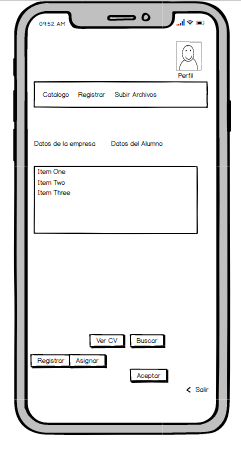 09:52 AM
Perfil
Catalogo Registrar Subir Archivos
Datos de la empresa Datos del Alumno
Item One
Item Two
Item Three
Ver CV Buscar
Registrar Asignar
Aceptar
< Salir